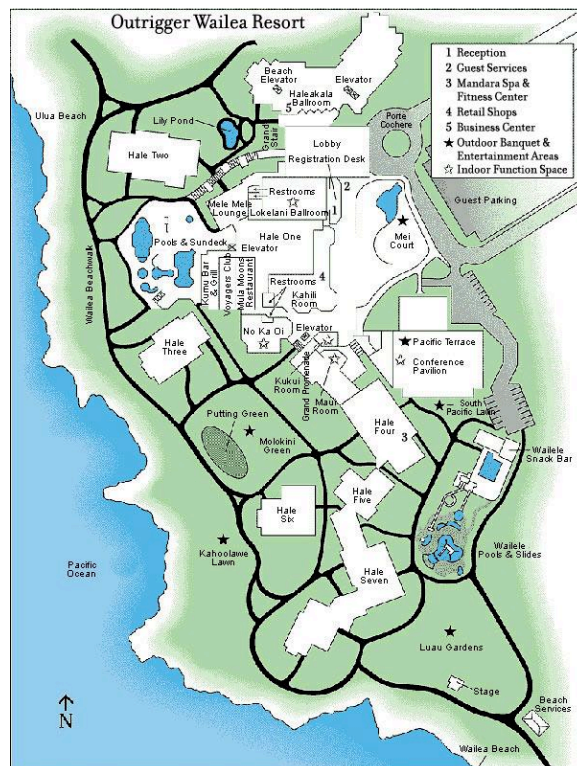 Outrigger Wailea Resort
1 Reception
2 Guest Services
3 Mandara Spa &
Fitness Center
4 Retail Shops
5 Business Center
★ Outdoor Banquet &
Entertainment Areas
☆ Indoor Function Space
Beach
Elevator
Elevator
Haleakala
Ballroom
5
Ulua Beach
Lily Pond
Grand
Stair
Lobby
Registration Desk
Porte
Cochere
Hale Two
Restrooms
2
Mele Mele
Lounge
Lokelani Ballroom
Guest Parking
Mei
Court
1
Pools & Sundeck
Hale One
Elevator
Wailea Beachwalk
Kumu Bar
& Grill
Voyagers Club
Mula Moons
Restaurant
4
Restrooms
Kahili
Room
No Ka Oi
Elevator
Hale
Three
Pacific Terrace
Conference
Pavilion
Kukui
Room
Grand Promenade
Maui
Room
South
Pacific Lawn
Putting Green
Molokini
Green
Hale
Four
3
Wailele
Snack Bar
Hale
Five
Hale
Six
Kahoolawe
Lawn
Wailele
Pools & Slides
Pacific
Ocean
Hale
Seven
Luau Gardens
Stage
N
Beach
Services
Wailea Beach